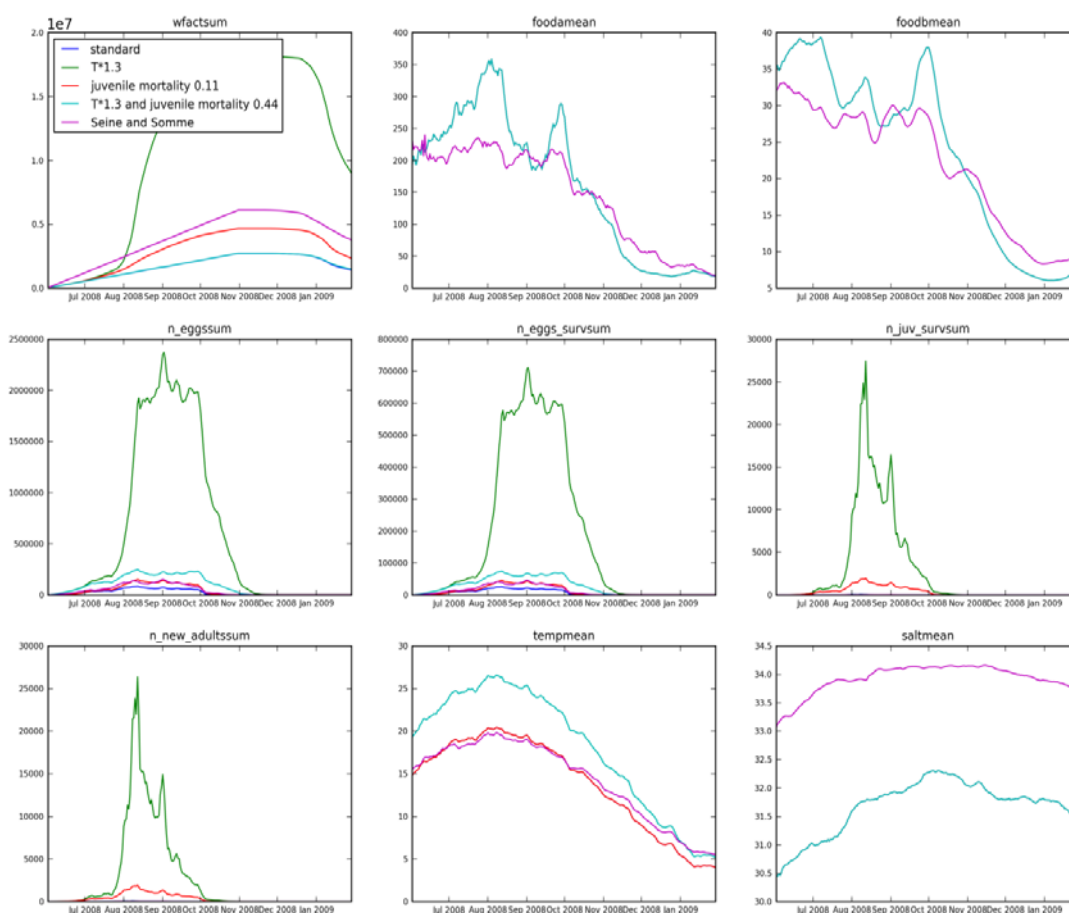 1e7 wfactsum
2.0
1.5
1.0
0.5
0.0
standard
T*1.3
juvenile mortality 0.11
T*1.3 and juvenile mortality 0.44
Seine and Somme
Jul 2008 Aug 2008 Sep 2008 Oct 2008 Nov 2008 Dec 2008 Jan 2009
foodamean
400
350
300
250
200
150
100
50
0
Jul 2008 Aug 2008 Sep 2008 Oct 2008 Nov 2008 Dec 2008 Jan 2009
foodbmean
40
35
30
25
20
15
10
5
Jul 2008 Aug 2008 Sep 2008 Oct 2008 Nov 2008 Dec 2008 Jan 2009
n_eggssum
2500000
2000000
1500000
1000000
500000
0
Jul 2008 Aug 2008 Sep 2008 Oct 2008 Nov 2008 Dec 2008 Jan 2009
n_eggs_survsum
800000
700000
600000
500000
400000
300000
200000
100000
0
Jul 2008 Aug 2008 Sep 2008 Oct 2008 Nov 2008 Dec 2008 Jan 2009
n_juv_survsum
30000
25000
20000
15000
10000
5000
0
Jul 2008 Aug 2008 Sep 2008 Oct 2008 Nov 2008 Dec 2008 Jan 2009
n_new_adultssum
30000
25000
20000
15000
10000
5000
0
Jul 2008 Aug 2008 Sep 2008 Oct 2008 Nov 2008 Dec 2008 Jan 2009
tempmean
30
25
20
15
10
5
0
Jul 2008 Aug 2008 Sep 2008 Oct 2008 Nov 2008 Dec 2008 Jan 2009
saltmean
34.5
34.0
33.5
33.0
32.5
32.0
31.5
31.0
30.5
30.0
Jul 2008 Aug 2008 Sep 2008 Oct 2008 Nov 2008 Dec 2008 Jan 2009